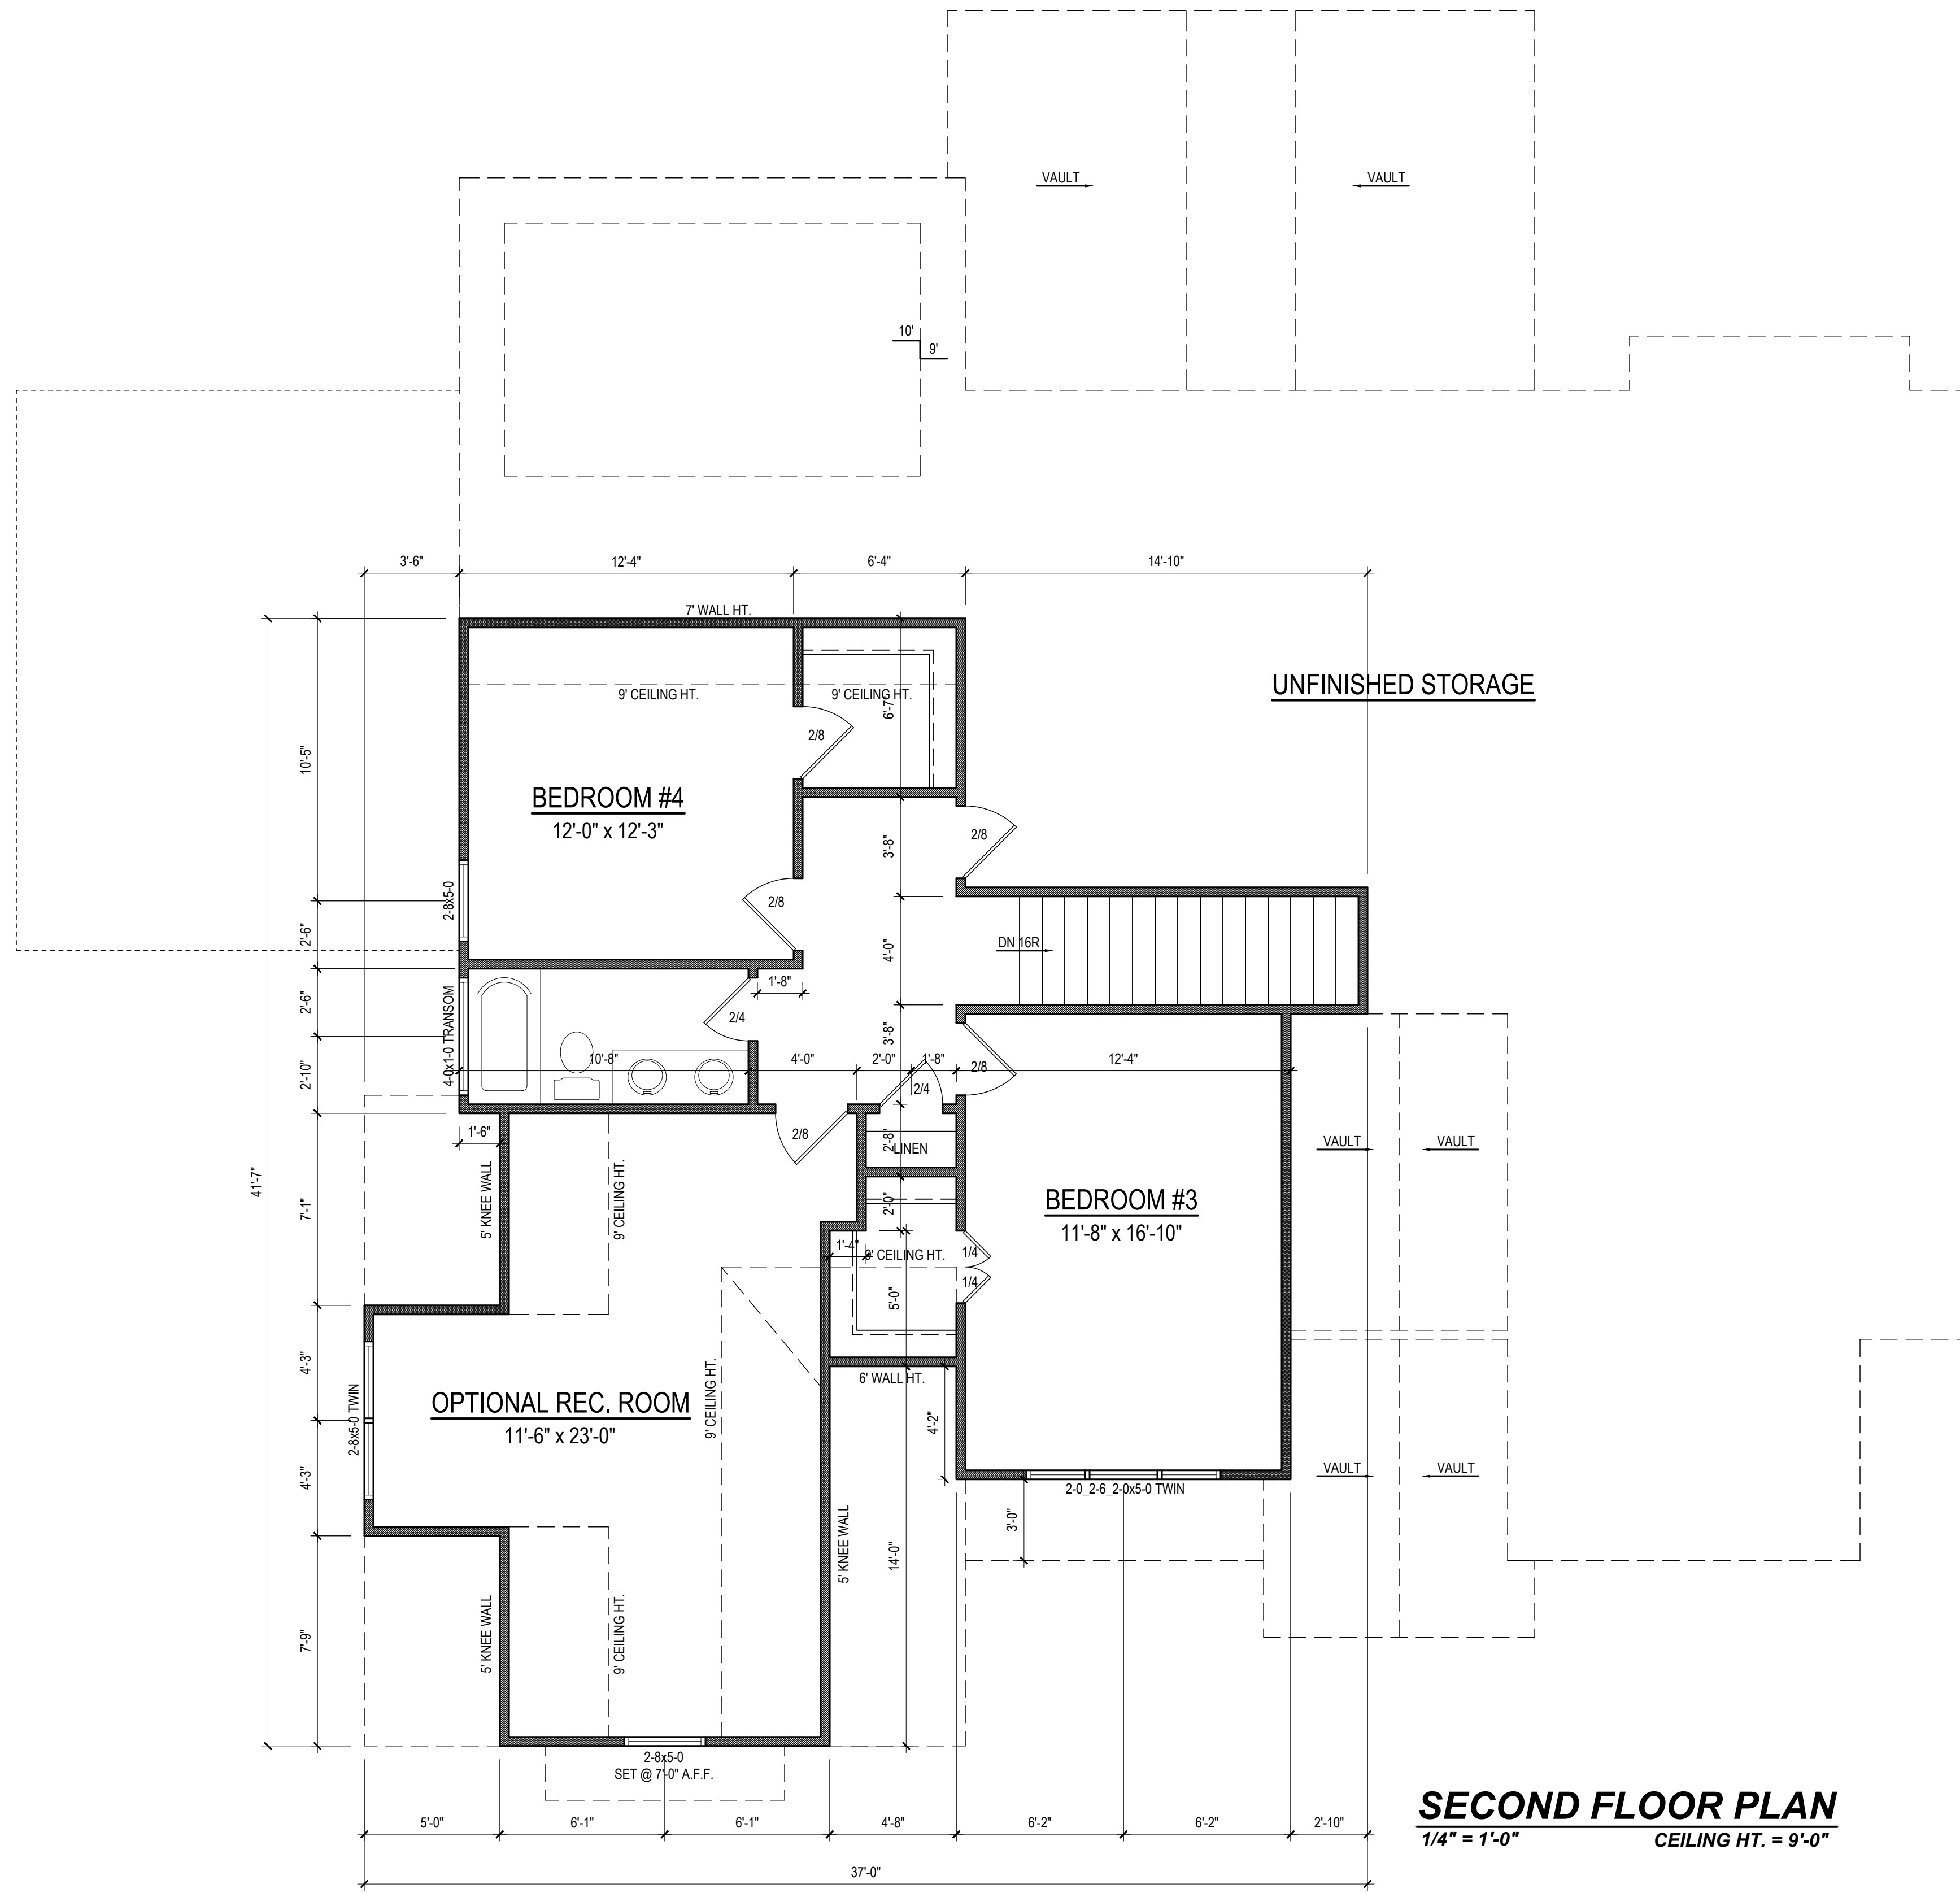 VAULT
VAULT
10'
9'
3'-6"
12'-4"
6'-4"
14'-10"
7' WALL HT.
UNFINISHED STORAGE
9' CEILING HT.
9' CEILING HT.
6'-7"
2/8
10'-5"
BEDROOM #4
12'-0" x 12'-3"
2/8
3'-8"
2-8x5-0
2/8
2'-6"
4'-0"
DN 16R
1'-8"
2'-6"
4-0x1-0 TRANSOM
2/4
3'-8"
2'-10"
10'-8"
4'-0"
2'-0"
1'-8"
2/8
12'-4"
2/4
1'-6"
2/8
2'-8"
LINEN
VAULT
VAULT
41'-7"
7'-1"
5' KNEE WALL
9' CEILING HT.
2'-0"
BEDROOM #3
11'-8" x 16'-10"
1'-4"
9' CEILING HT.
1/4
1/4
5'-0"
4'-3"
9' CEILING HT.
6' WALL HT.
2-8x5-0 TWIN
OPTIONAL REC. ROOM
11'-6" x 23'-0"
4'-2"
4'-3"
VAULT
VAULT
2-0_2-6_2-0x5-0 TWIN
3'-0"
5' KNEE WALL
14'-0"
7'-9"
5' KNEE WALL
9' CEILING HT.
2-8x5-0
SET @ 7'-0" A.F.F.
5'-0"
6'-1"
6'-1"
4'-8"
6'-2"
6'-2"
2'-10"
37'-0"
SECOND FLOOR PLAN
1/4" = 1'-0"
CEILING HT. = 9'-0"